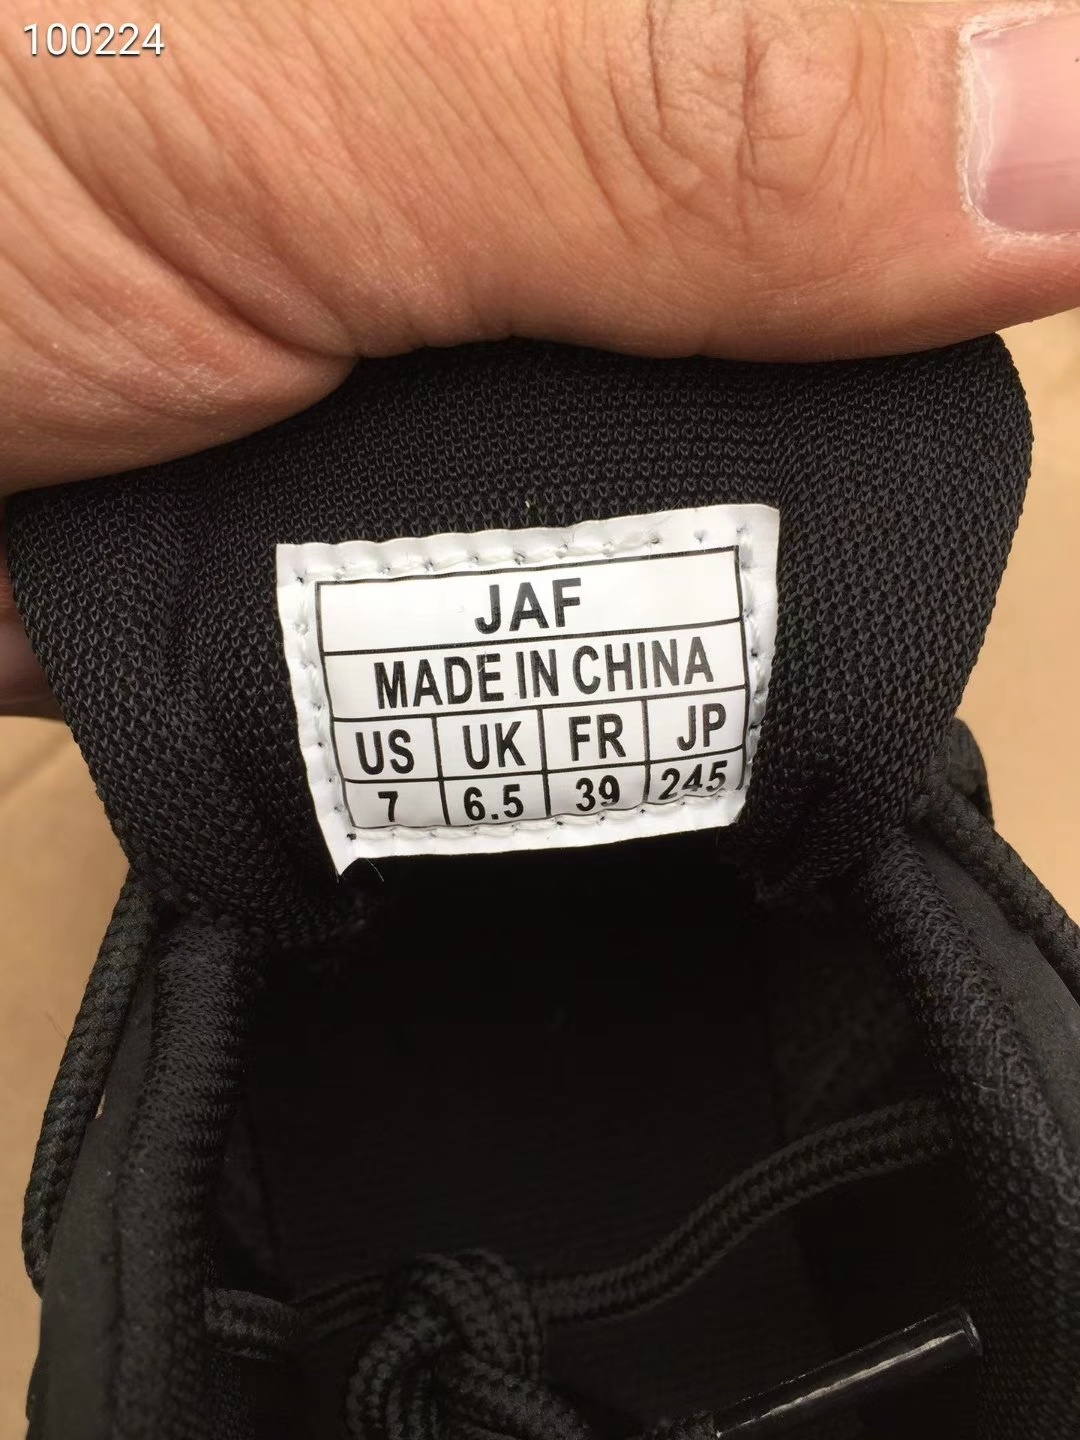 100224
JAF
MADE IN CHINA
US UK FR JP
7 6.5 39 245